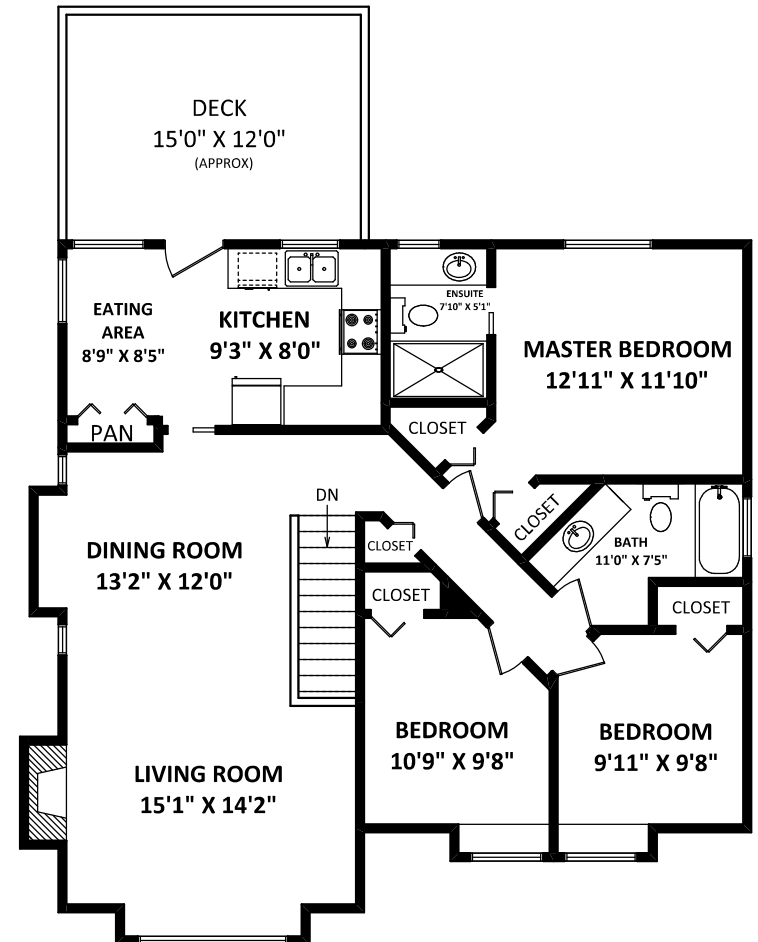 DECK
15'0" X 12'0"
(APPROX)
EATING
AREA
8'9" X 8'5"
KITCHEN
9'3" X 8'0"
ENSUITE
7'10" X 5'1"
MASTER BEDROOM
12'11" X 11'10"
PAN
CLOSET
DN
CLOSET
DINING ROOM
13'2" X 12'0"
CLOSET
BATH
11'0" X 7'5"
CLOSET
CLOSET
BEDROOM
10'9" X 9'8"
BEDROOM
9'11" X 9'8"
LIVING ROOM
15'1" X 14'2"